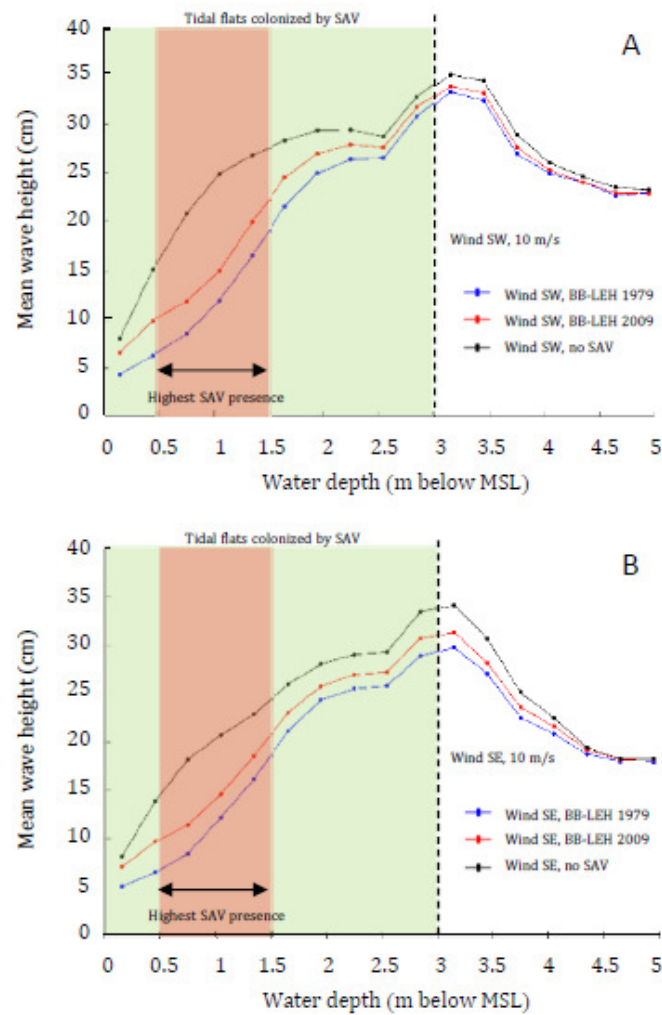 Tidal flats colonized by SAV
A
40
35
30
25
20
15
10
5
0
Mean wave height (cm)
Wind SW, 10 m/s
Wind SW, BB-LEH 1979
Wind SW, BB-LEH 2009
Wind SW, no SAV
Highest SAV presence
0 0.5 1 1.5 2 2.5 3 3.5 4 4.5 5
Water depth (m below MSL)
Tidal flats colonized by SAV
B
40
35
30
25
20
15
10
5
0
Mean wave height (cm)
Wind SE, 10 m/s
Wind SE, BB-LEH 1979
Wind SE, BB-LEH 2009
Wind SE, no SAV
Highest SAV presence
0 0.5 1 1.5 2 2.5 3 3.5 4 4.5 5
Water depth (m below MSL)